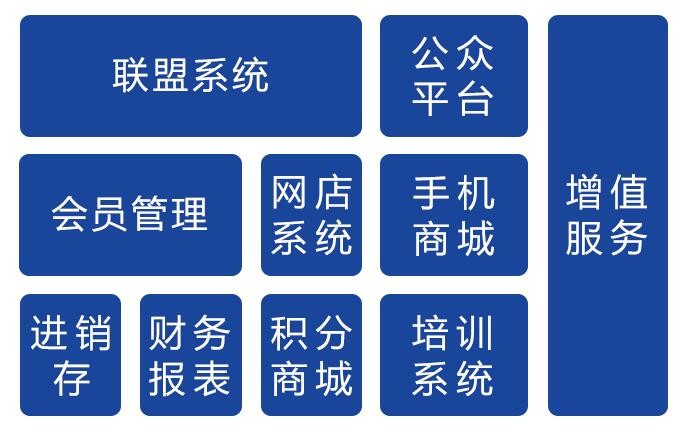 联盟系统
公众
平台
增值
服务
会员管理
网店
系统
手机
商城
进销
存
财务
报表
积分
商城
培训
系统